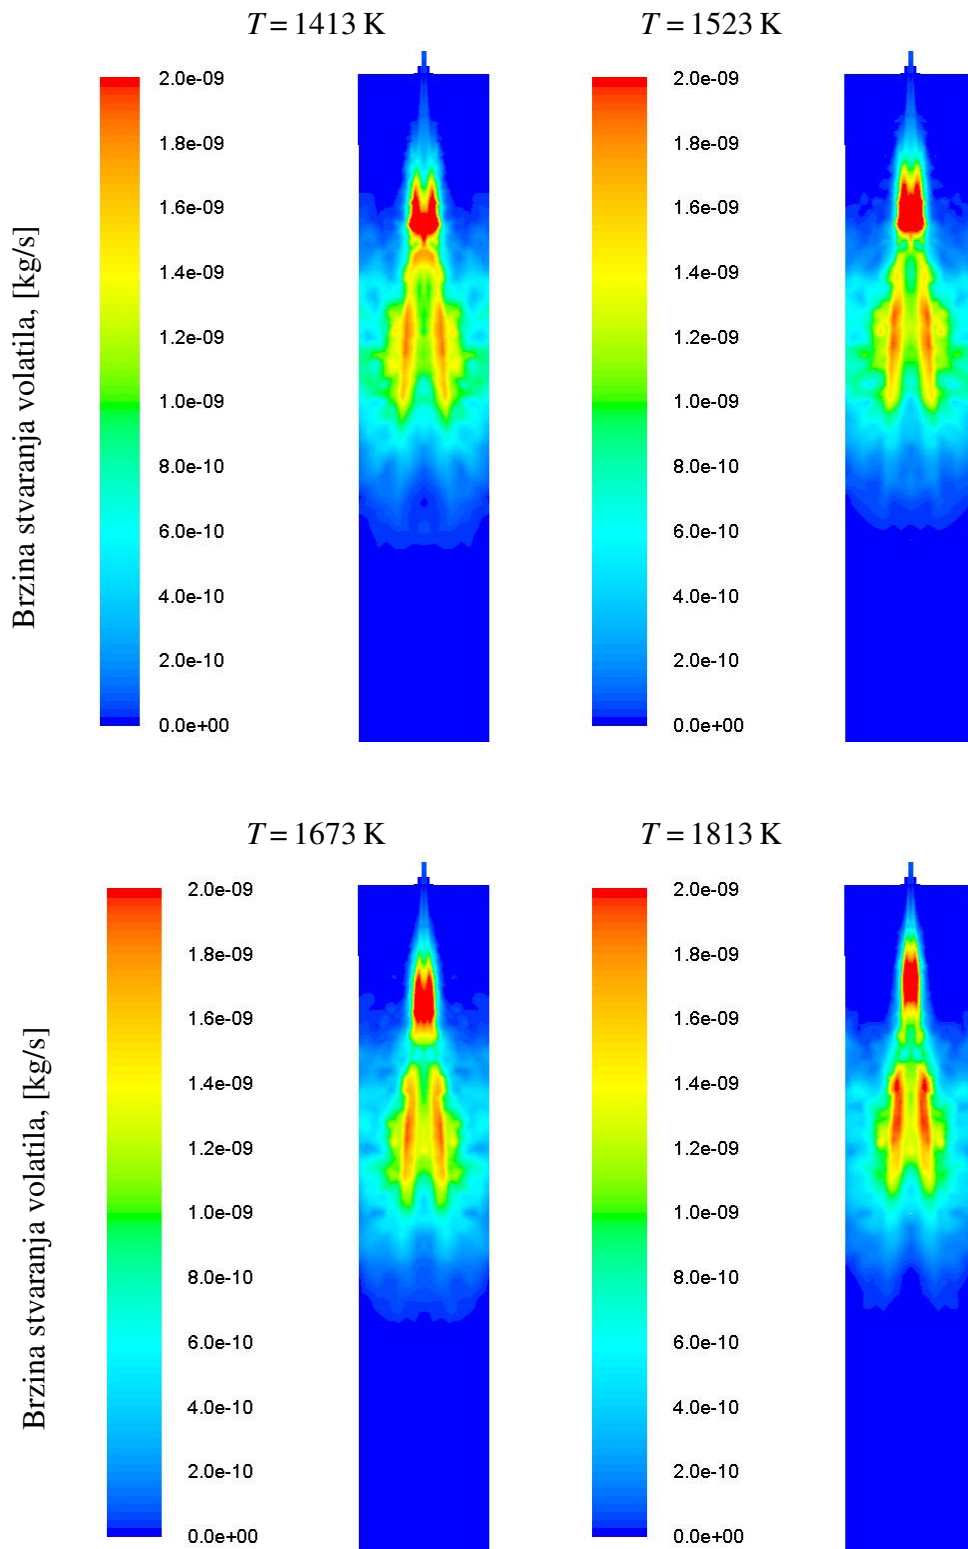 T = 1413 K
T = 1523 K
Brzina stvaranja volatila, [kg/s]
2.0e-09
1.8e-09
1.6e-09
1.4e-09
1.2e-09
1.0e-09
8.0e-10
6.0e-10
4.0e-10
2.0e-10
0.0e+00
2.0e-09
1.8e-09
1.6e-09
1.4e-09
1.2e-09
1.0e-09
8.0e-10
6.0e-10
4.0e-10
2.0e-10
0.0e+00
T = 1673 K
T = 1813 K
Brzina stvaranja volatila, [kg/s]
2.0e-09
1.8e-09
1.6e-09
1.4e-09
1.2e-09
1.0e-09
8.0e-10
6.0e-10
4.0e-10
2.0e-10
0.0e+00
2.0e-09
1.8e-09
1.6e-09
1.4e-09
1.2e-09
1.0e-09
8.0e-10
6.0e-10
4.0e-10
2.0e-10
0.0e+00